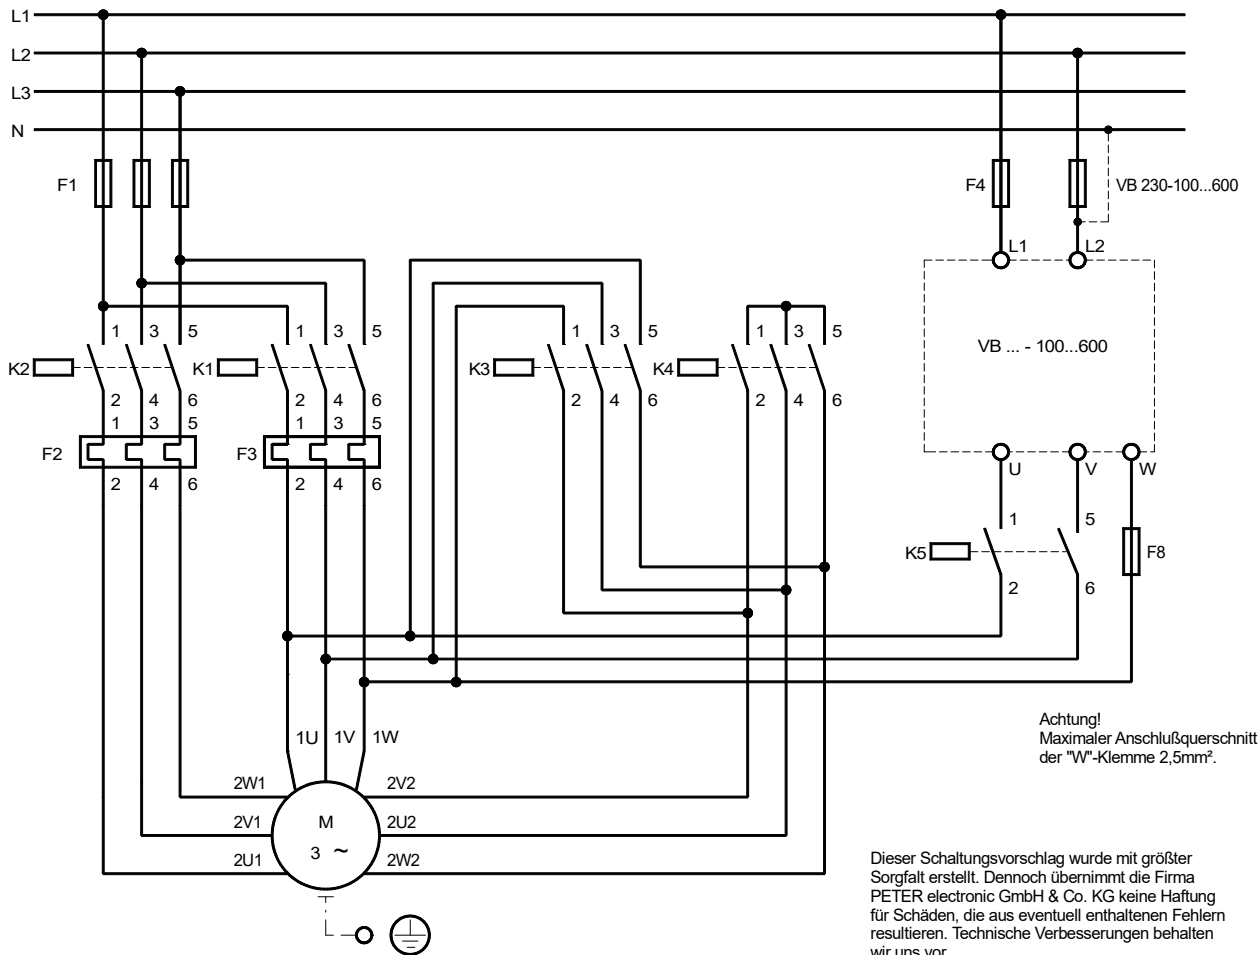 L1
L2
L3
N
F1
F4
VB 230-100...600
L1
L2
1 3 5
1 3 5
1 3 5
1 3 5
K2
K1
K3
K4
VB ... - 100...600
2 4 6
2 4 6
2 4 6
2 4 6
1 3 5
1 3 5
F2
F3
U
V
W
2 4 6
2 4 6
1
5
K5
F8
2
6
Achtung!
Maximaler Anschlußquerschnitt
der "W"-Klemme 2,5mm².
1U 1V 1W
2W1
2V2
2V1
M
2U2
3 ~
2U1
2W2
Dieser Schaltungsvorschlag wurde mit größter
Sorgfalt erstellt. Dennoch übernimmt die Firma
PETER electronic GmbH & Co. KG keine Haftung
für Schäden, die aus eventuell enthaltenen Fehlern
resultieren. Technische Verbesserungen behalten
wir uns vor